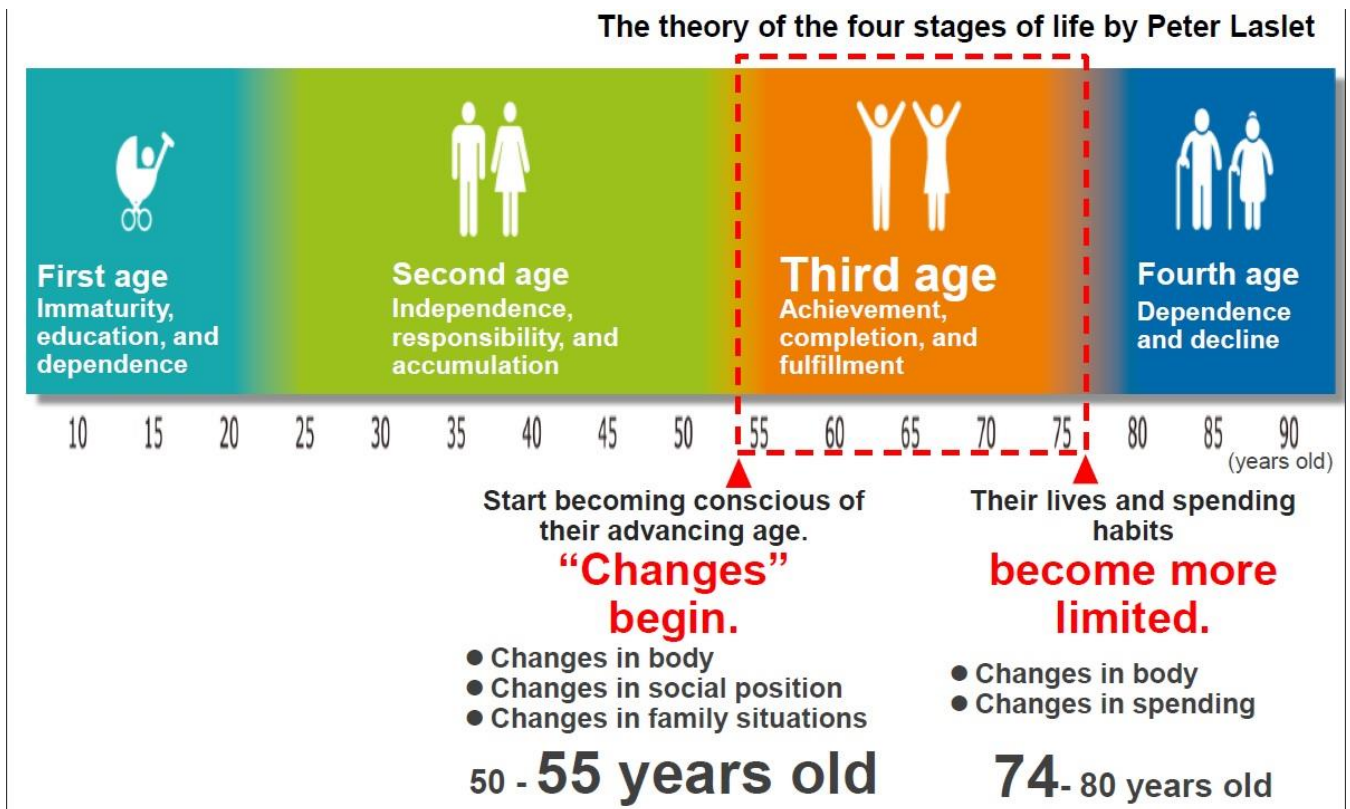 The theory of the four stages of life by Peter Laslet
First age
Immaturity,
education, and
dependence
Second age
Independence,
responsibility, and
accumulation
Third age
Achievement,
completion, and
fulfillment
Fourth age
Dependence
and decline
10 15 20 25 30 35 40 45 50 55 60 65 70 75 80 85 90
(years old)
Start becoming conscious of
their advancing age.
“Changes”
begin.
● Changes in body
● Changes in social position
● Changes in family situations
50 - 55 years old
Their lives and spending
habits
become more
limited.
● Changes in body
● Changes in spending
74- 80 years old